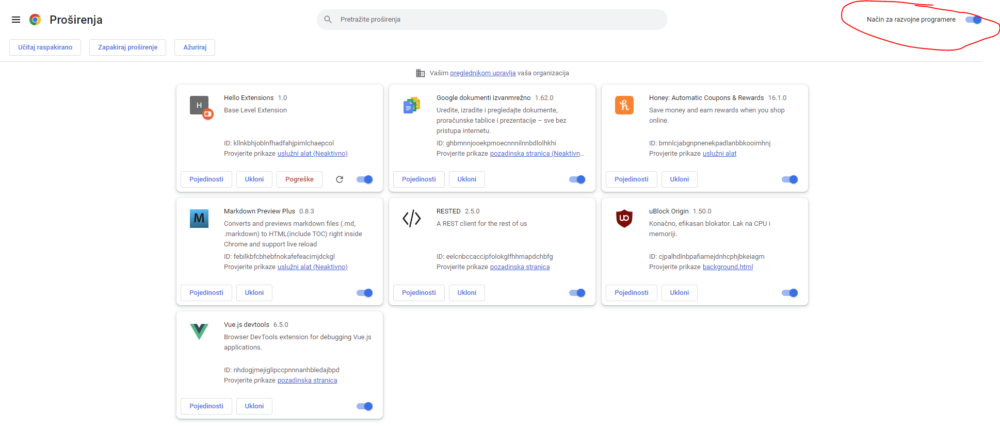 Proširenja
Pretražite proširenja
Način za razvojne programere
Učitaj raspakirano
Zapakiraj proširenje
Ažuriraj
Vašim preglednikom upravlja vaša organizacija
H
Hello Extensions 1.0
Base Level Extension
ID: kllnkbhjoblnfhadfahjpimlchaepcol
Provjerite prikaze uslužni alat (Neaktivno)
Pojedinosti
Ukloni
Pogreške
Google dokumenti izvanmrežno 1.62.0
Uredite, izradite i pregledajte dokumente,
proračunske tablice i prezentacije – sve bez
pristupa internetu.
ID: ghbmnnjooekpmoecnnnilnnbdlolhkhi
Provjerite prikaze pozadinska stranica (Neaktivn…
Pojedinosti
Ukloni
h
Honey: Automatic Coupons & Rewards 16.1.0
Save money and earn rewards when you shop
online.
ID: bmnlcjabgnpnenekpadlanbbkooimhnj
Provjerite prikaze uslužni alat
Pojedinosti
Ukloni
M
Markdown Preview Plus 0.8.3
Converts and previews markdown files (.md,
.markdown) to HTML(include TOC) right inside
Chrome and support live reload
ID: febilkbfcbhebfnokafefeacimjdckgl
Provjerite prikaze uslužni alat (Neaktivno)
Pojedinosti
Ukloni
</>
RESTED 2.5.0
A REST client for the rest of us
ID: eelcnbccaccipfolokglfhhmapdchbfg
Provjerite prikaze pozadinska stranica
Pojedinosti
Ukloni
uo
uBlock Origin 1.50.0
Konačno, efikasan blokator. Lak na CPU i
memoriji.
ID: cjpalhdlnbpafiamejdnhcphjbkeiagm
Provjerite prikaze background.html
Pojedinosti
Ukloni
Vue.js devtools 6.5.0
Browser DevTools extension for debugging Vue.js
applications.
ID: nhdogjmejiglipccpnnnanhbledajbpd
Provjerite prikaze pozadinska stranica
Pojedinosti
Ukloni